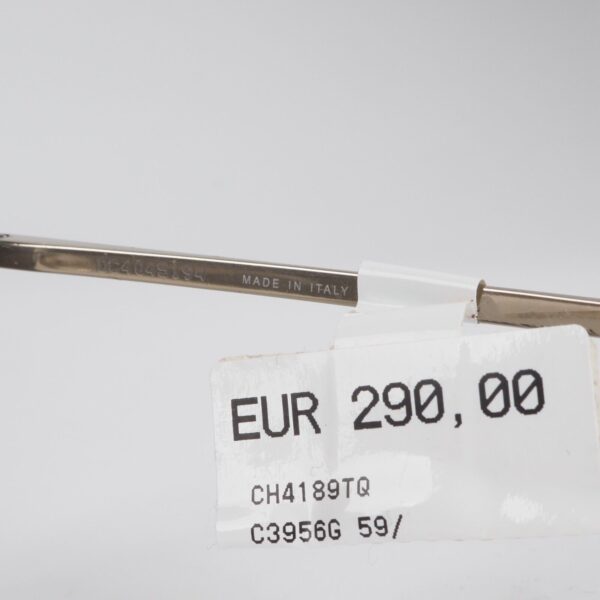 MADE IN ITALY
EUR 290,00
CH4189TQ
C3956G 59/